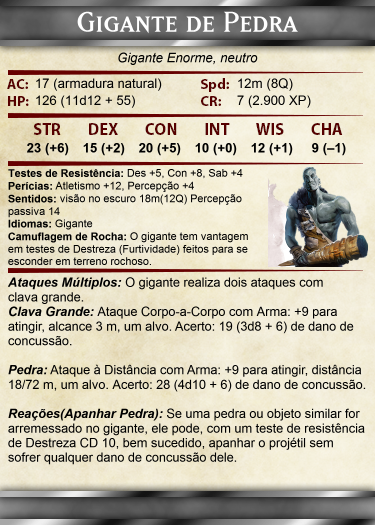 Gigante de Pedra
Gigante Enorme, neutro
AC: 17 (armadura natural) Spd: 12m (8Q)
HP: 126 (11d12 + 55) CR: 7 (2.900 XP)
STR DEX CON INT WIS CHA
23 (+6) 15 (+2) 20 (+5) 10 (+0) 12 (+1) 9 (–1)
Testes de Resistência: Des +5, Con +8, Sab +4
Perícias: Atletismo +12, Percepção +4
Sentidos: visão no escuro 18m(12Q) Percepção
passiva 14
Idiomas: Gigante
Camuflagem de Rocha: O gigante tem vantagem
em testes de Destreza (Furtividade) feitos para se
esconder em terreno rochoso.
Ataques Múltiplos: O gigante realiza dois ataques com
clava grande.
Clava Grande: Ataque Corpo-a-Corpo com Arma: +9 para
atingir, alcance 3 m, um alvo. Acerto: 19 (3d8 + 6) de dano de
concussão.
Pedra: Ataque à Distância com Arma: +9 para atingir, distância
18/72 m, um alvo. Acerto: 28 (4d10 + 6) de dano de concussão.
Reações(Apanhar Pedra): Se uma pedra ou objeto similar for
arremessado no gigante, ele pode, com um teste de resistência
de Destreza CD 10, bem sucedido, apanhar o projétil sem
sofrer qualquer dano de concussão dele.